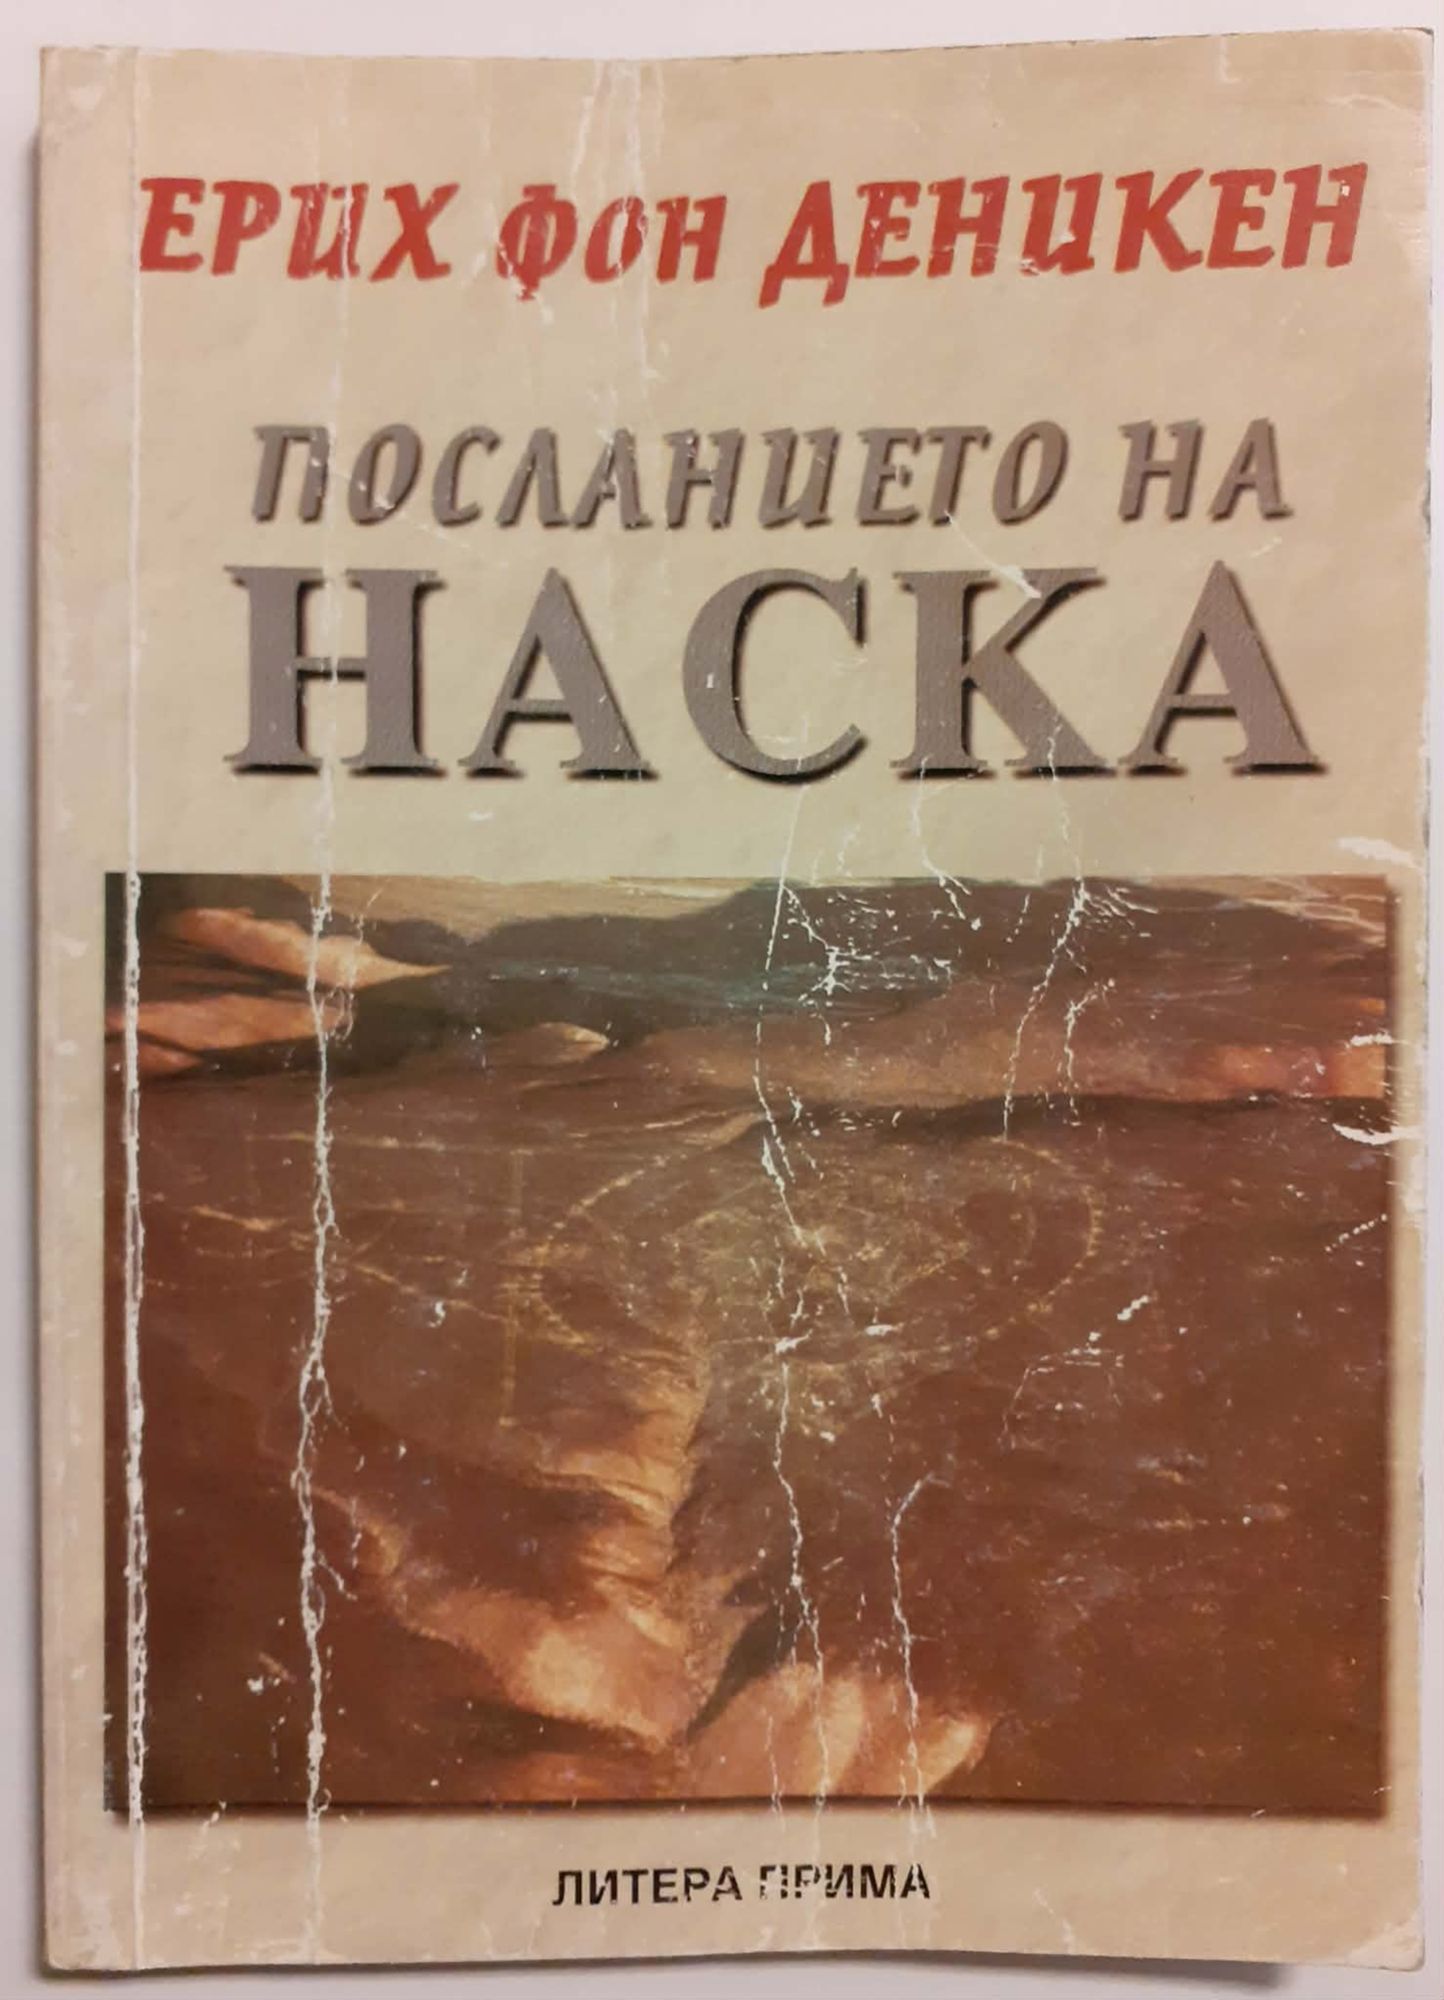 ЕРИХ ФОН ДЕНИКЕН
ПОСЛАНИЕТО НА
НАСКА
ЛИТЕРА ПРИМА